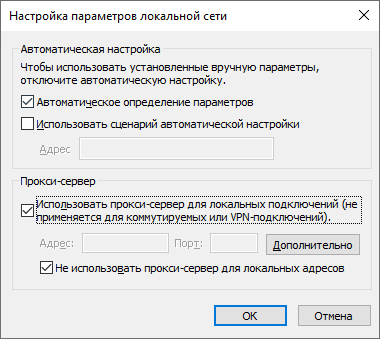 Настройка параметров локальной сети
Автоматическая настройка
Чтобы использовать установленные вручную параметры,
отключите автоматическую настройку.
Автоматическое определение параметров
Использовать сценарий автоматической настройки
Адрес
Прокси-сервер
Использовать прокси-сервер для локальных подключений (не
применяется для коммутируемых или VPN-подключений).
Адрес: Порт: Дополнительно
Не использовать прокси-сервер для локальных адресов
ОК Отмена